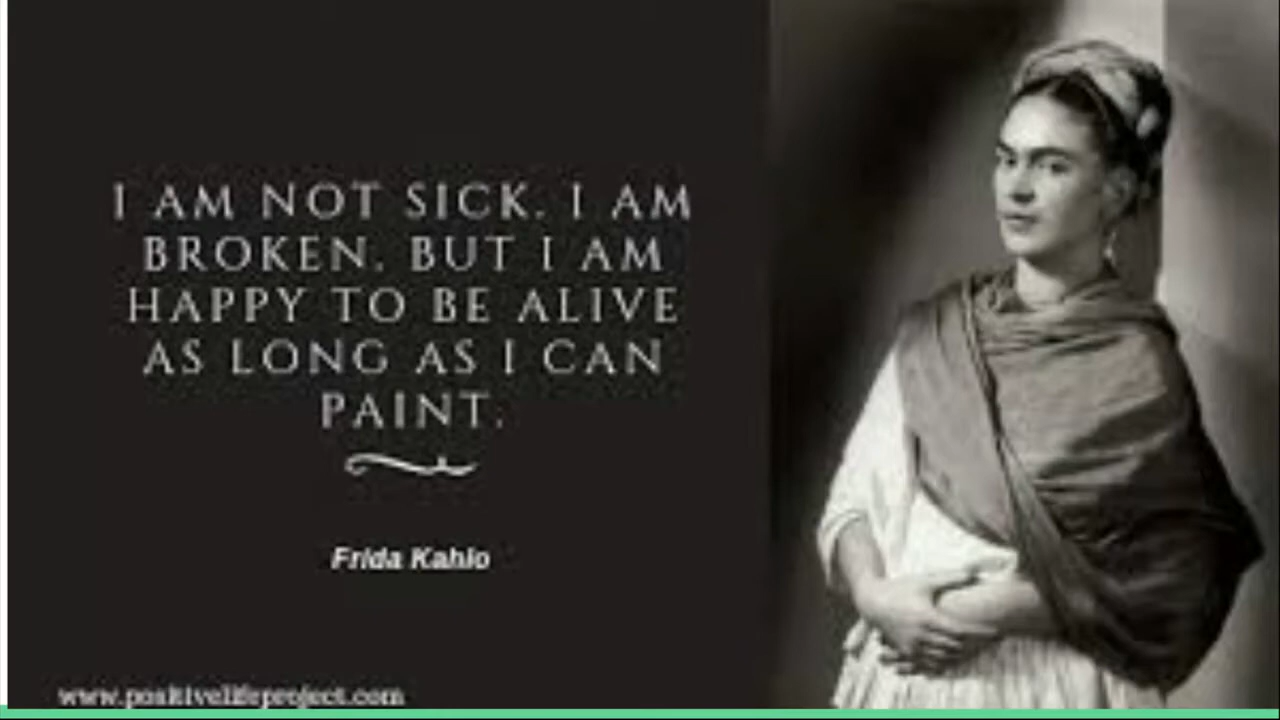 I AM NOT SICK. I AM
BROKEN. BUT I AM
HAPPY TO BE ALIVE
AS LONG AS I CAN
PAINT.
Frida Kahlo
www.positivelifeproject.com